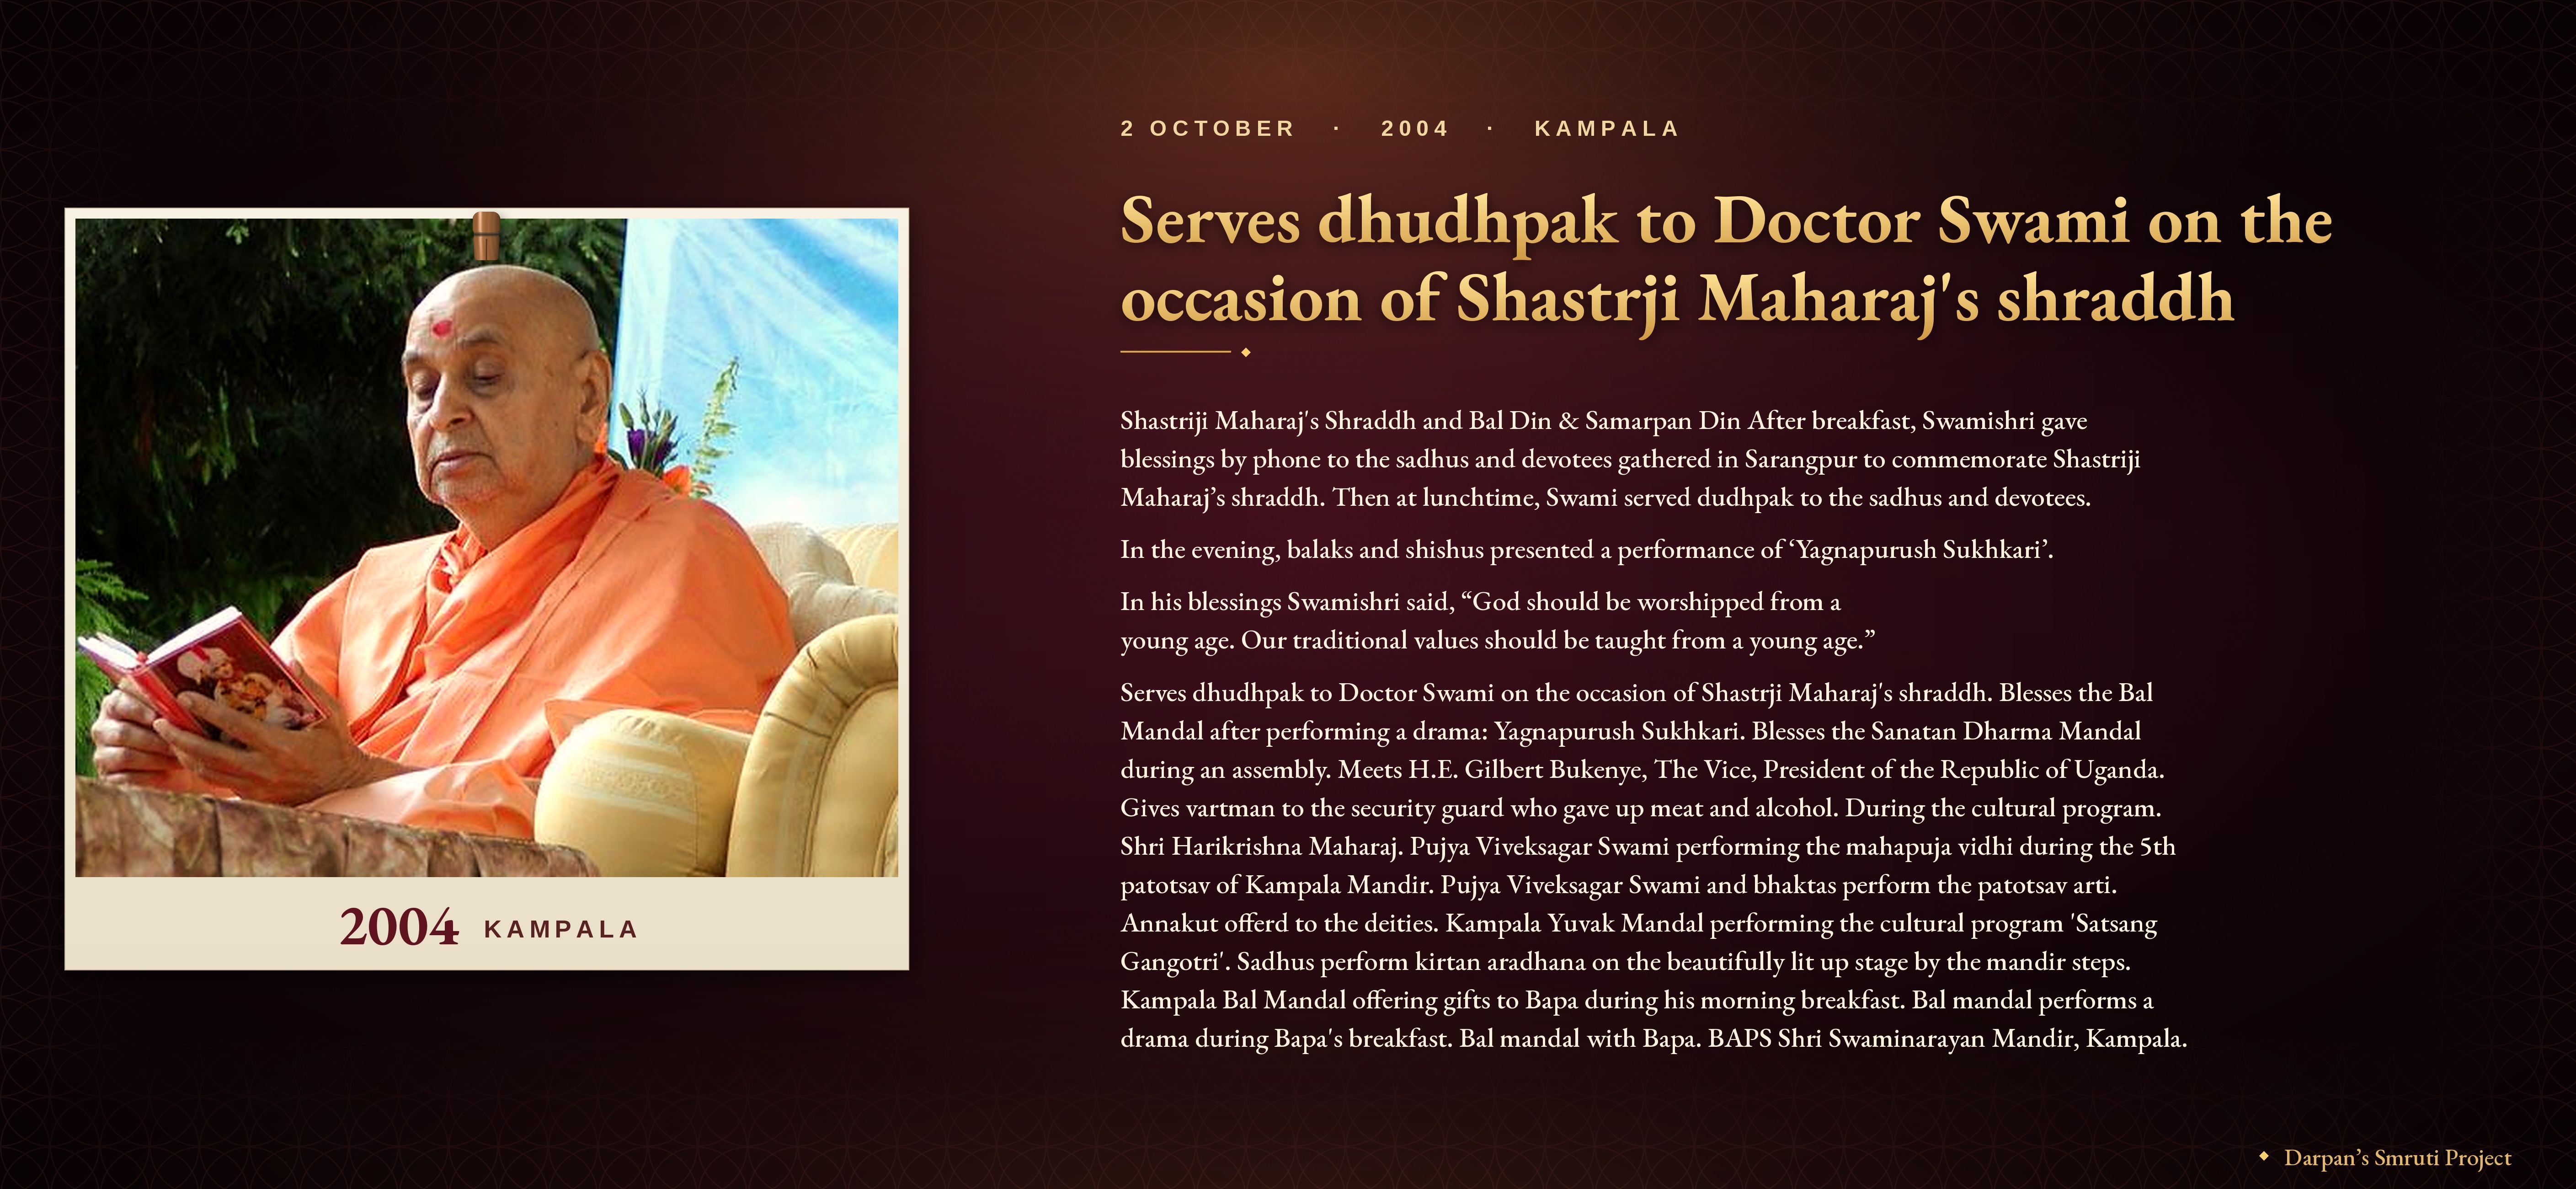 2 OCTOBER · 2004 · KAMPALA
Serves dhudhpak to Doctor Swami on the
occasion of Shastrji Maharaj's shraddh
Shastriji Maharaj's Shraddh and Bal Din & Samarpan Din After breakfast, Swamishri gave
blessings by phone to the sadhus and devotees gathered in Sarangpur to commemorate Shastriji
Maharaj’s shraddh. Then at lunchtime, Swami served dudhpak to the sadhus and devotees.
In the evening, balaks and shishus presented a performance of ‘Yagnapurush Sukhkari’.
In his blessings Swamishri said, “God should be worshipped from a
young age. Our traditional values should be taught from a young age.”
Serves dhudhpak to Doctor Swami on the occasion of Shastrji Maharaj's shraddh. Blesses the Bal
Mandal after performing a drama: Yagnapurush Sukhkari. Blesses the Sanatan Dharma Mandal
during an assembly. Meets H.E. Gilbert Bukenye, The Vice, President of the Republic of Uganda.
Gives vartman to the security guard who gave up meat and alcohol. During the cultural program.
Shri Harikrishna Maharaj. Pujya Viveksagar Swami performing the mahapuja vidhi during the 5th
patotsav of Kampala Mandir. Pujya Viveksagar Swami and bhaktas perform the patotsav arti.
Annakut offerd to the deities. Kampala Yuvak Mandal performing the cultural program 'Satsang
Gangotri'. Sadhus perform kirtan aradhana on the beautifully lit up stage by the mandir steps.
Kampala Bal Mandal offering gifts to Bapa during his morning breakfast. Bal mandal performs a
drama during Bapa's breakfast. Bal mandal with Bapa. BAPS Shri Swaminarayan Mandir, Kampala.
2004 KAMPALA
Darpan’s Smruti Project